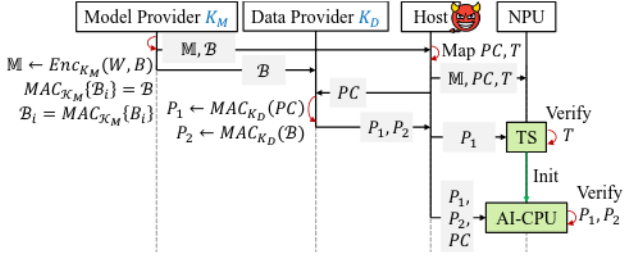 Model Provider K_M Data Provider K_D Host NPU
𝕄, ℬ
Map PC, T
𝕄 ← Enc_{K_M}(W, B)
ℬ
MAC_{𝒦_M}{ℬ_i} = ℬ
PC
𝕄, PC, T
ℬ_i = MAC_{𝒦_M}{B_i}
P_1 ← MAC_{K_D}(PC)
Verify
P_2 ← MAC_{K_D}(ℬ)
P_1, P_2
P_1
TS
T
Init
P_1,
P_2,
PC
AI-CPU
Verify
P_1, P_2